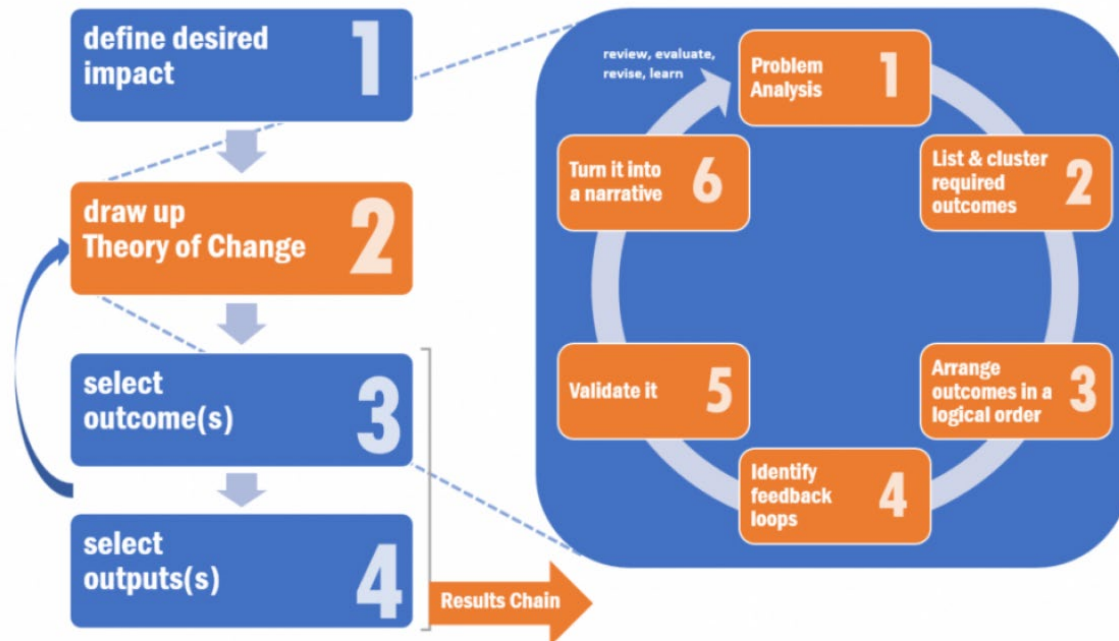 define desired
impact
1
draw up
Theory of Change
2
select
outcome(s)
3
select
outputs(s)
4
Results Chain
review, evaluate,
revise, learn
Problem
Analysis
1
List & cluster
required
outcomes
2
Arrange
outcomes in a
logical order
3
Identify
feedback
loops
4
Validate it
5
Turn it into
a narrative
6